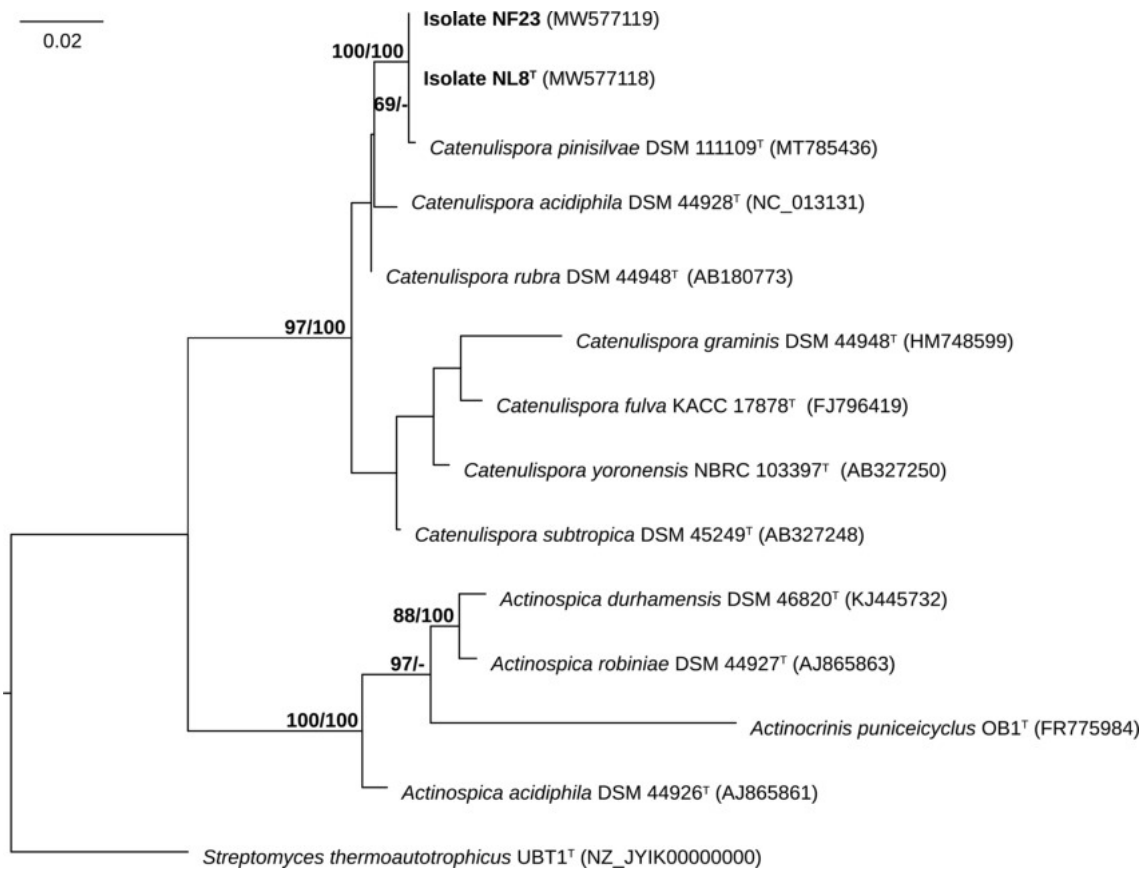 0.02
Isolate NF23 (MW577119)
100/100
Isolate NL8ᵀ (MW577118)
69/-
Catenulispora pinisilvae DSM 111109ᵀ (MT785436)
Catenulispora acidiphila DSM 44928ᵀ (NC_013131)
Catenulispora rubra DSM 44948ᵀ (AB180773)
97/100
Catenulispora graminis DSM 44948ᵀ (HM748599)
Catenulispora fulva KACC 17878ᵀ (FJ796419)
Catenulispora yoronensis NBRC 103397ᵀ (AB327250)
Catenulispora subtropica DSM 45249ᵀ (AB327248)
Actinospica durhamensis DSM 46820ᵀ (KJ445732)
88/100
Actinospica robiniae DSM 44927ᵀ (AJ865863)
97/-
100/100
Actinocrinis puniceicyclus OB1ᵀ (FR775984)
Actinospica acidiphila DSM 44926ᵀ (AJ865861)
Streptomyces thermoautotrophicus UBT1ᵀ (NZ_JYIK00000000)